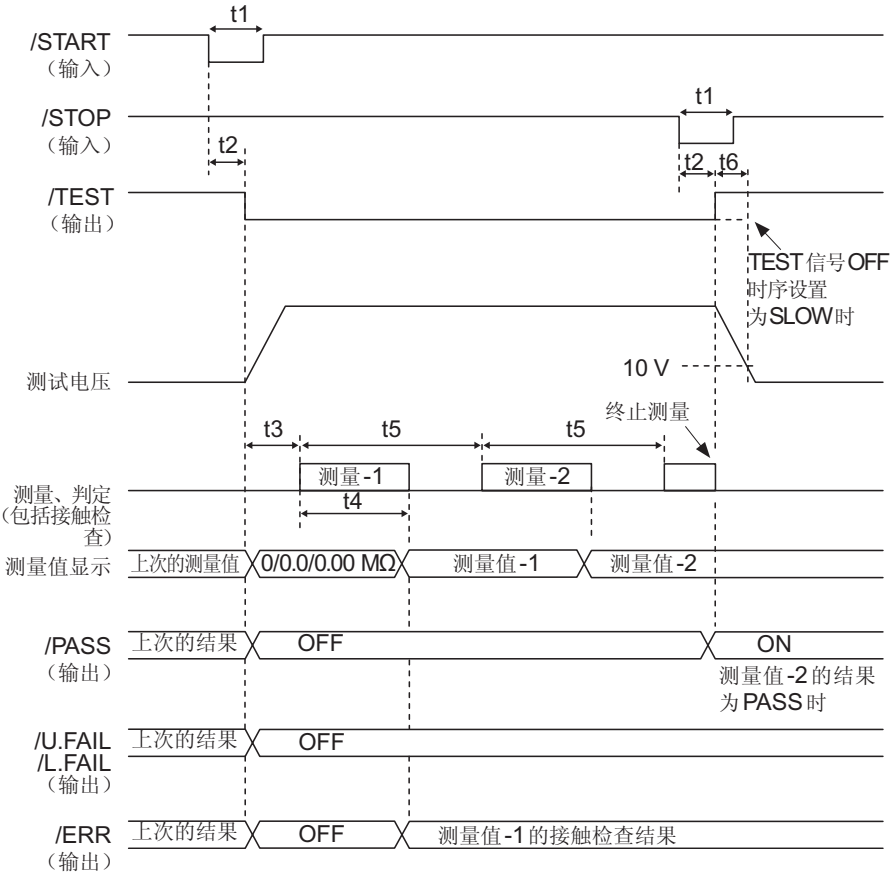 t1
/START
（输入）
t1
/STOP
（输入）
t2
t2
t6
/TEST
（输出）
TEST信号OFF
时序设置
为SLOW时
10 V
测试电压
终止测量
t3
t5
t5
测量-1
测量-2
t4
测量、判定
（包括接触检
查）
测量值显示
上次的测量值
0/0.0/0.00 MΩ
测量值-1
测量值-2
/PASS
（输出）
上次的结果
OFF
ON
测量值-2的结果
为PASS时
/U.FAIL
/L.FAIL
（输出）
上次的结果
OFF
/ERR
（输出）
上次的结果
OFF
测量值-1的接触检查结果